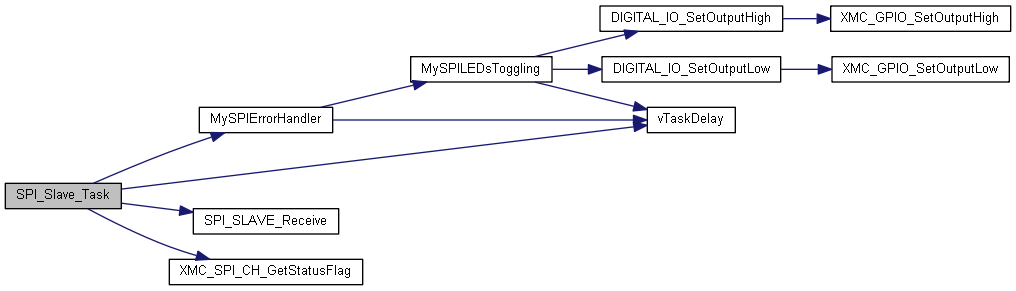 DIGITAL_IO_SetOutputHigh
XMC_GPIO_SetOutputHigh
MySPILEDsToggling
DIGITAL_IO_SetOutputLow
XMC_GPIO_SetOutputLow
MySPIErrorHandler
vTaskDelay
SPI_Slave_Task
SPI_SLAVE_Receive
XMC_SPI_CH_GetStatusFlag